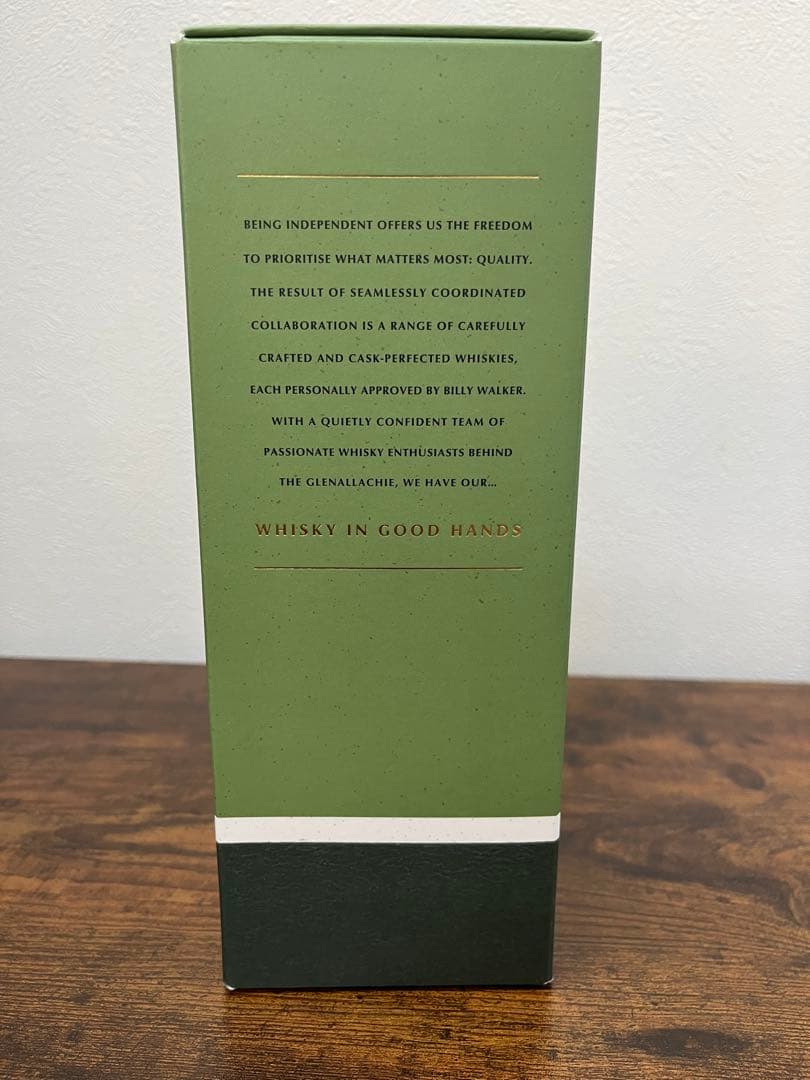 BEING INDEPENDENT OFFERS US THE FREEDOM
TO PRIORITISE WHAT MATTERS MOST: QUALITY.
THE RESULT OF SEAMLESSLY COORDINATED
COLLABORATION IS A RANGE OF CAREFULLY
CRAFTED AND CASK-PERFECTED WHISKIES,
EACH PERSONALLY APPROVED BY BILLY WALKER.
WITH A QUIETLY CONFIDENT TEAM OF
PASSIONATE WHISKY ENTHUSIASTS BEHIND
THE GLENALLACHIE, WE HAVE OUR...
WHISKY IN GOOD HANDS